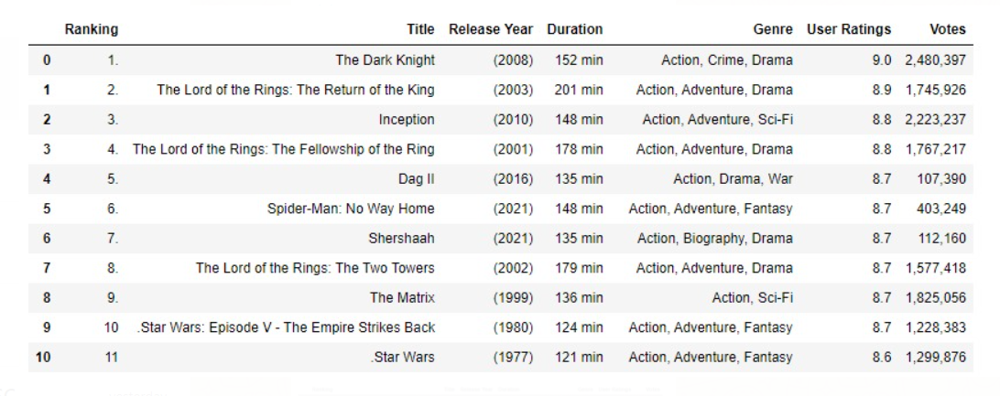 Ranking Title Release Year Duration Genre User Ratings Votes
0 1. The Dark Knight (2008) 152 min Action, Crime, Drama 9.0 2,480,397
1 2. The Lord of the Rings: The Return of the King (2003) 201 min Action, Adventure, Drama 8.9 1,745,926
2 3. Inception (2010) 148 min Action, Adventure, Sci-Fi 8.8 2,223,237
3 4. The Lord of the Rings: The Fellowship of the Ring (2001) 178 min Action, Adventure, Drama 8.8 1,767,217
4 5. Dag II (2016) 135 min Action, Drama, War 8.7 107,390
5 6. Spider-Man: No Way Home (2021) 148 min Action, Adventure, Fantasy 8.7 403,249
6 7. Shershaah (2021) 135 min Action, Biography, Drama 8.7 112,160
7 8. The Lord of the Rings: The Two Towers (2002) 179 min Action, Adventure, Drama 8.7 1,577,418
8 9. The Matrix (1999) 136 min Action, Sci-Fi 8.7 1,825,056
9 10 .Star Wars: Episode V - The Empire Strikes Back (1980) 124 min Action, Adventure, Fantasy 8.7 1,228,383
10 11 .Star Wars (1977) 121 min Action, Adventure, Fantasy 8.6 1,299,876